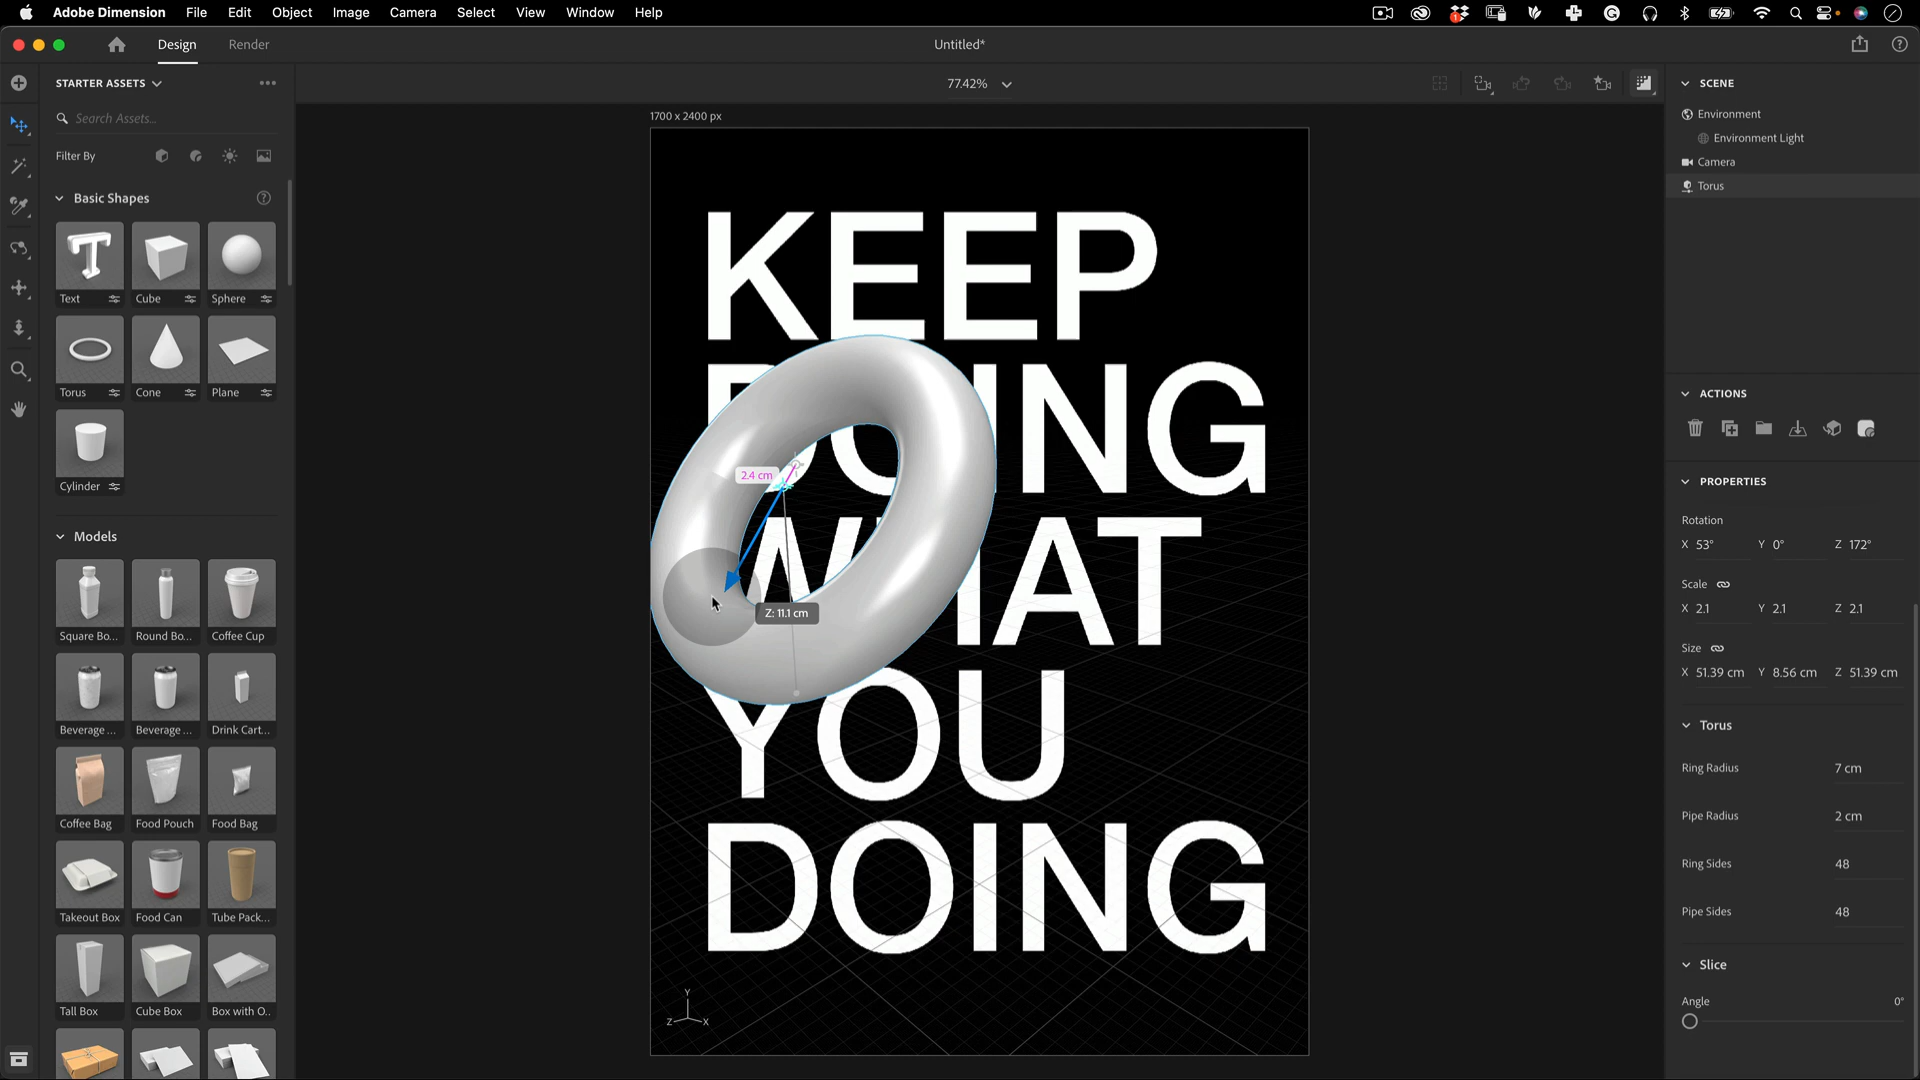 Adobe Dimension File Edit Object Image Camera Select View Window Help
Design Render Untitled*
STARTER ASSETS
Search Assets...
Filter By
Basic Shapes
Text Cube Sphere
Torus Cone Plane
Cylinder
Models
Square Bo... Round Bo... Coffee Cup
Beverage ... Beverage ... Drink Cart...
Coffee Bag Food Pouch Food Bag
Takeout Box Food Can Tube Pack...
Tall Box Cube Box Box with O..
77.42%
1700 x 2400 px
KEEP
DOING
WHAT
YOU
DOING
2.4 cm
Z: 11.1 cm
Y
Z X
SCENE
Environment
Environment Light
Camera
Torus
ACTIONS
PROPERTIES
Rotation
X 53° Y 0° Z 172°
Scale
X 2.1 Y 2.1 Z 2.1
Size
X 51.39 cm Y 8.56 cm Z 51.39 cm
Torus
Ring Radius 7 cm
Pipe Radius 2 cm
Ring Sides 48
Pipe Sides 48
Slice
Angle 0°